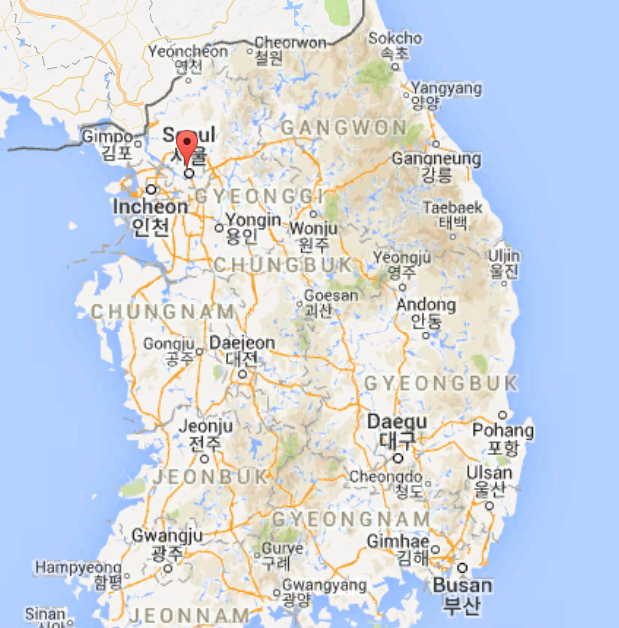 Sokcho
속초
Cheorwon
철원
Yeoncheon
연천
Yangyang
양양
GANGWON
Gimpo
김포
Seoul
서울
Gangneung
강릉
GYEONGGI
Incheon
인천
Yongin
용인
Wonju
원주
Taebaek
태백
CHUNGBUK
Yeongju
영주
Uljin
울진
Goesan
괴산
Andong
안동
CHUNGNAM
Gongju
공주
Daejeon
대전
GYEONGBUK
Daegu
대구
Pohang
포항
Jeonju
전주
JEONBUK
Cheongdo
청도
Ulsan
울산
GYEONGNAM
Gwangju
광주
Gimhae
김해
Gurye
구례
Hampyeong
함평
Gwangyang
광양
Busan
부산
Sinan
JEONNAM